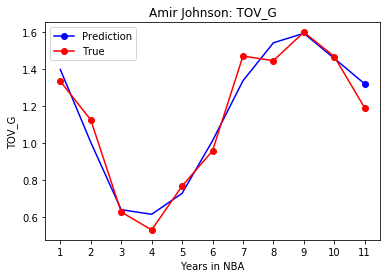 Amir Johnson: TOV_G
Prediction
True
1.6
1.4
1.2
1.0
0.8
0.6
TOV_G
1 2 3 4 5 6 7 8 9 10 11
Years in NBA